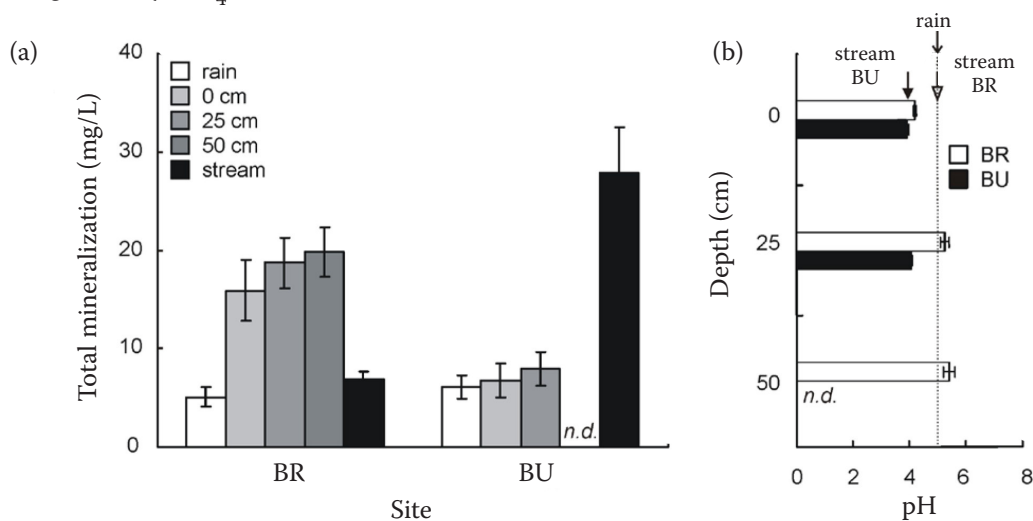 (a)
Total mineralization (mg/L)
40
30
20
10
0
rain
0 cm
25 cm
50 cm
stream
n.d.
BR
BU
Site
(b)
rain
stream
BU
stream
BR
BR
BU
Depth (cm)
0
25
50
n.d.
0
2
4
6
8
pH